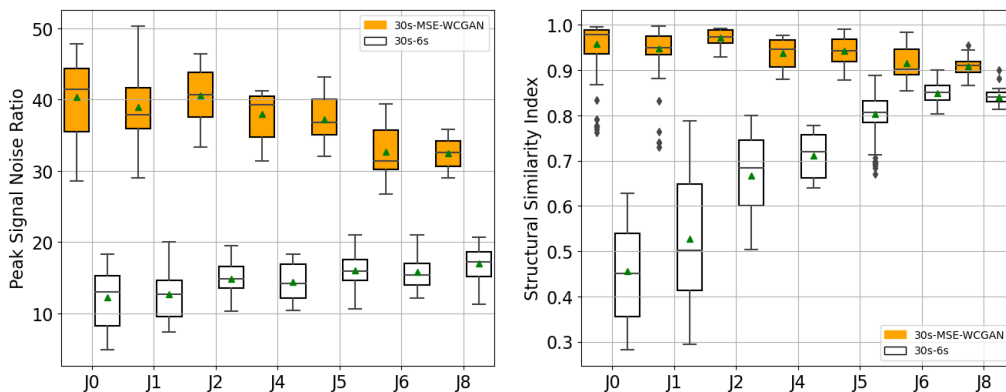 Peak Signal Noise Ratio
50
40
30
20
10
30s-MSE-WCGAN
30s-6s
J0 J1 J2 J4 J5 J6 J8
Structural Similarity Index
1.0
0.9
0.8
0.7
0.6
0.5
0.4
0.3
30s-MSE-WCGAN
30s-6s
J0 J1 J2 J4 J5 J6 J8